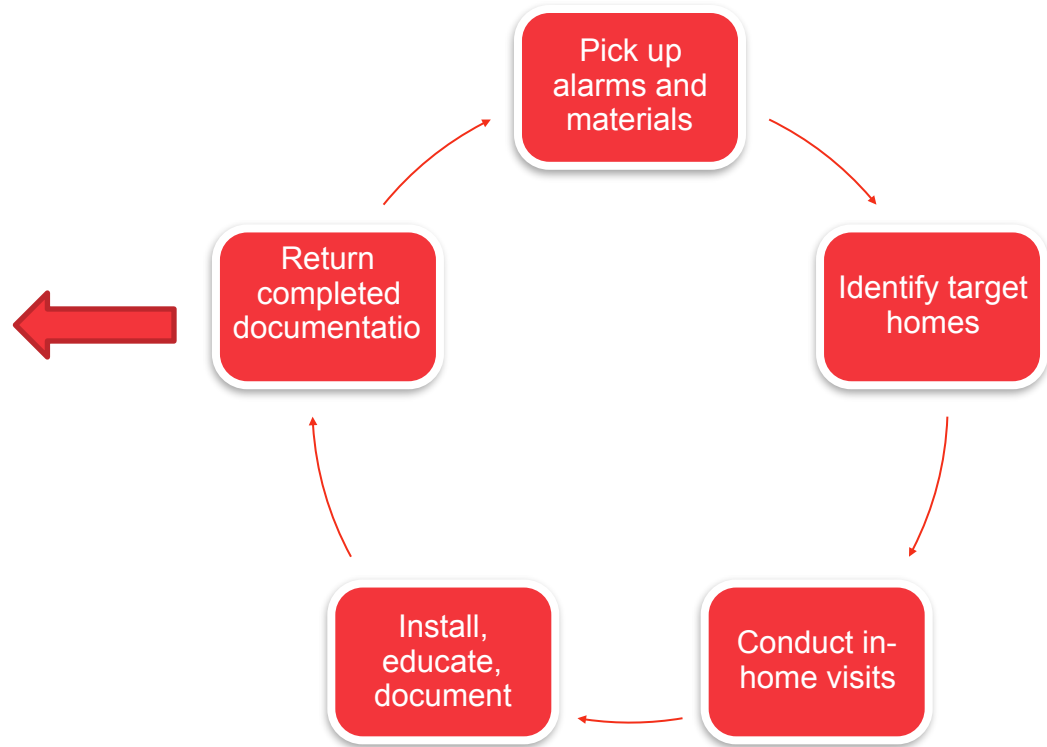 Pick up
alarms and
materials
Identify target
homes
Conduct in-
home visits
Install,
educate,
document
Return
completed
documentatio